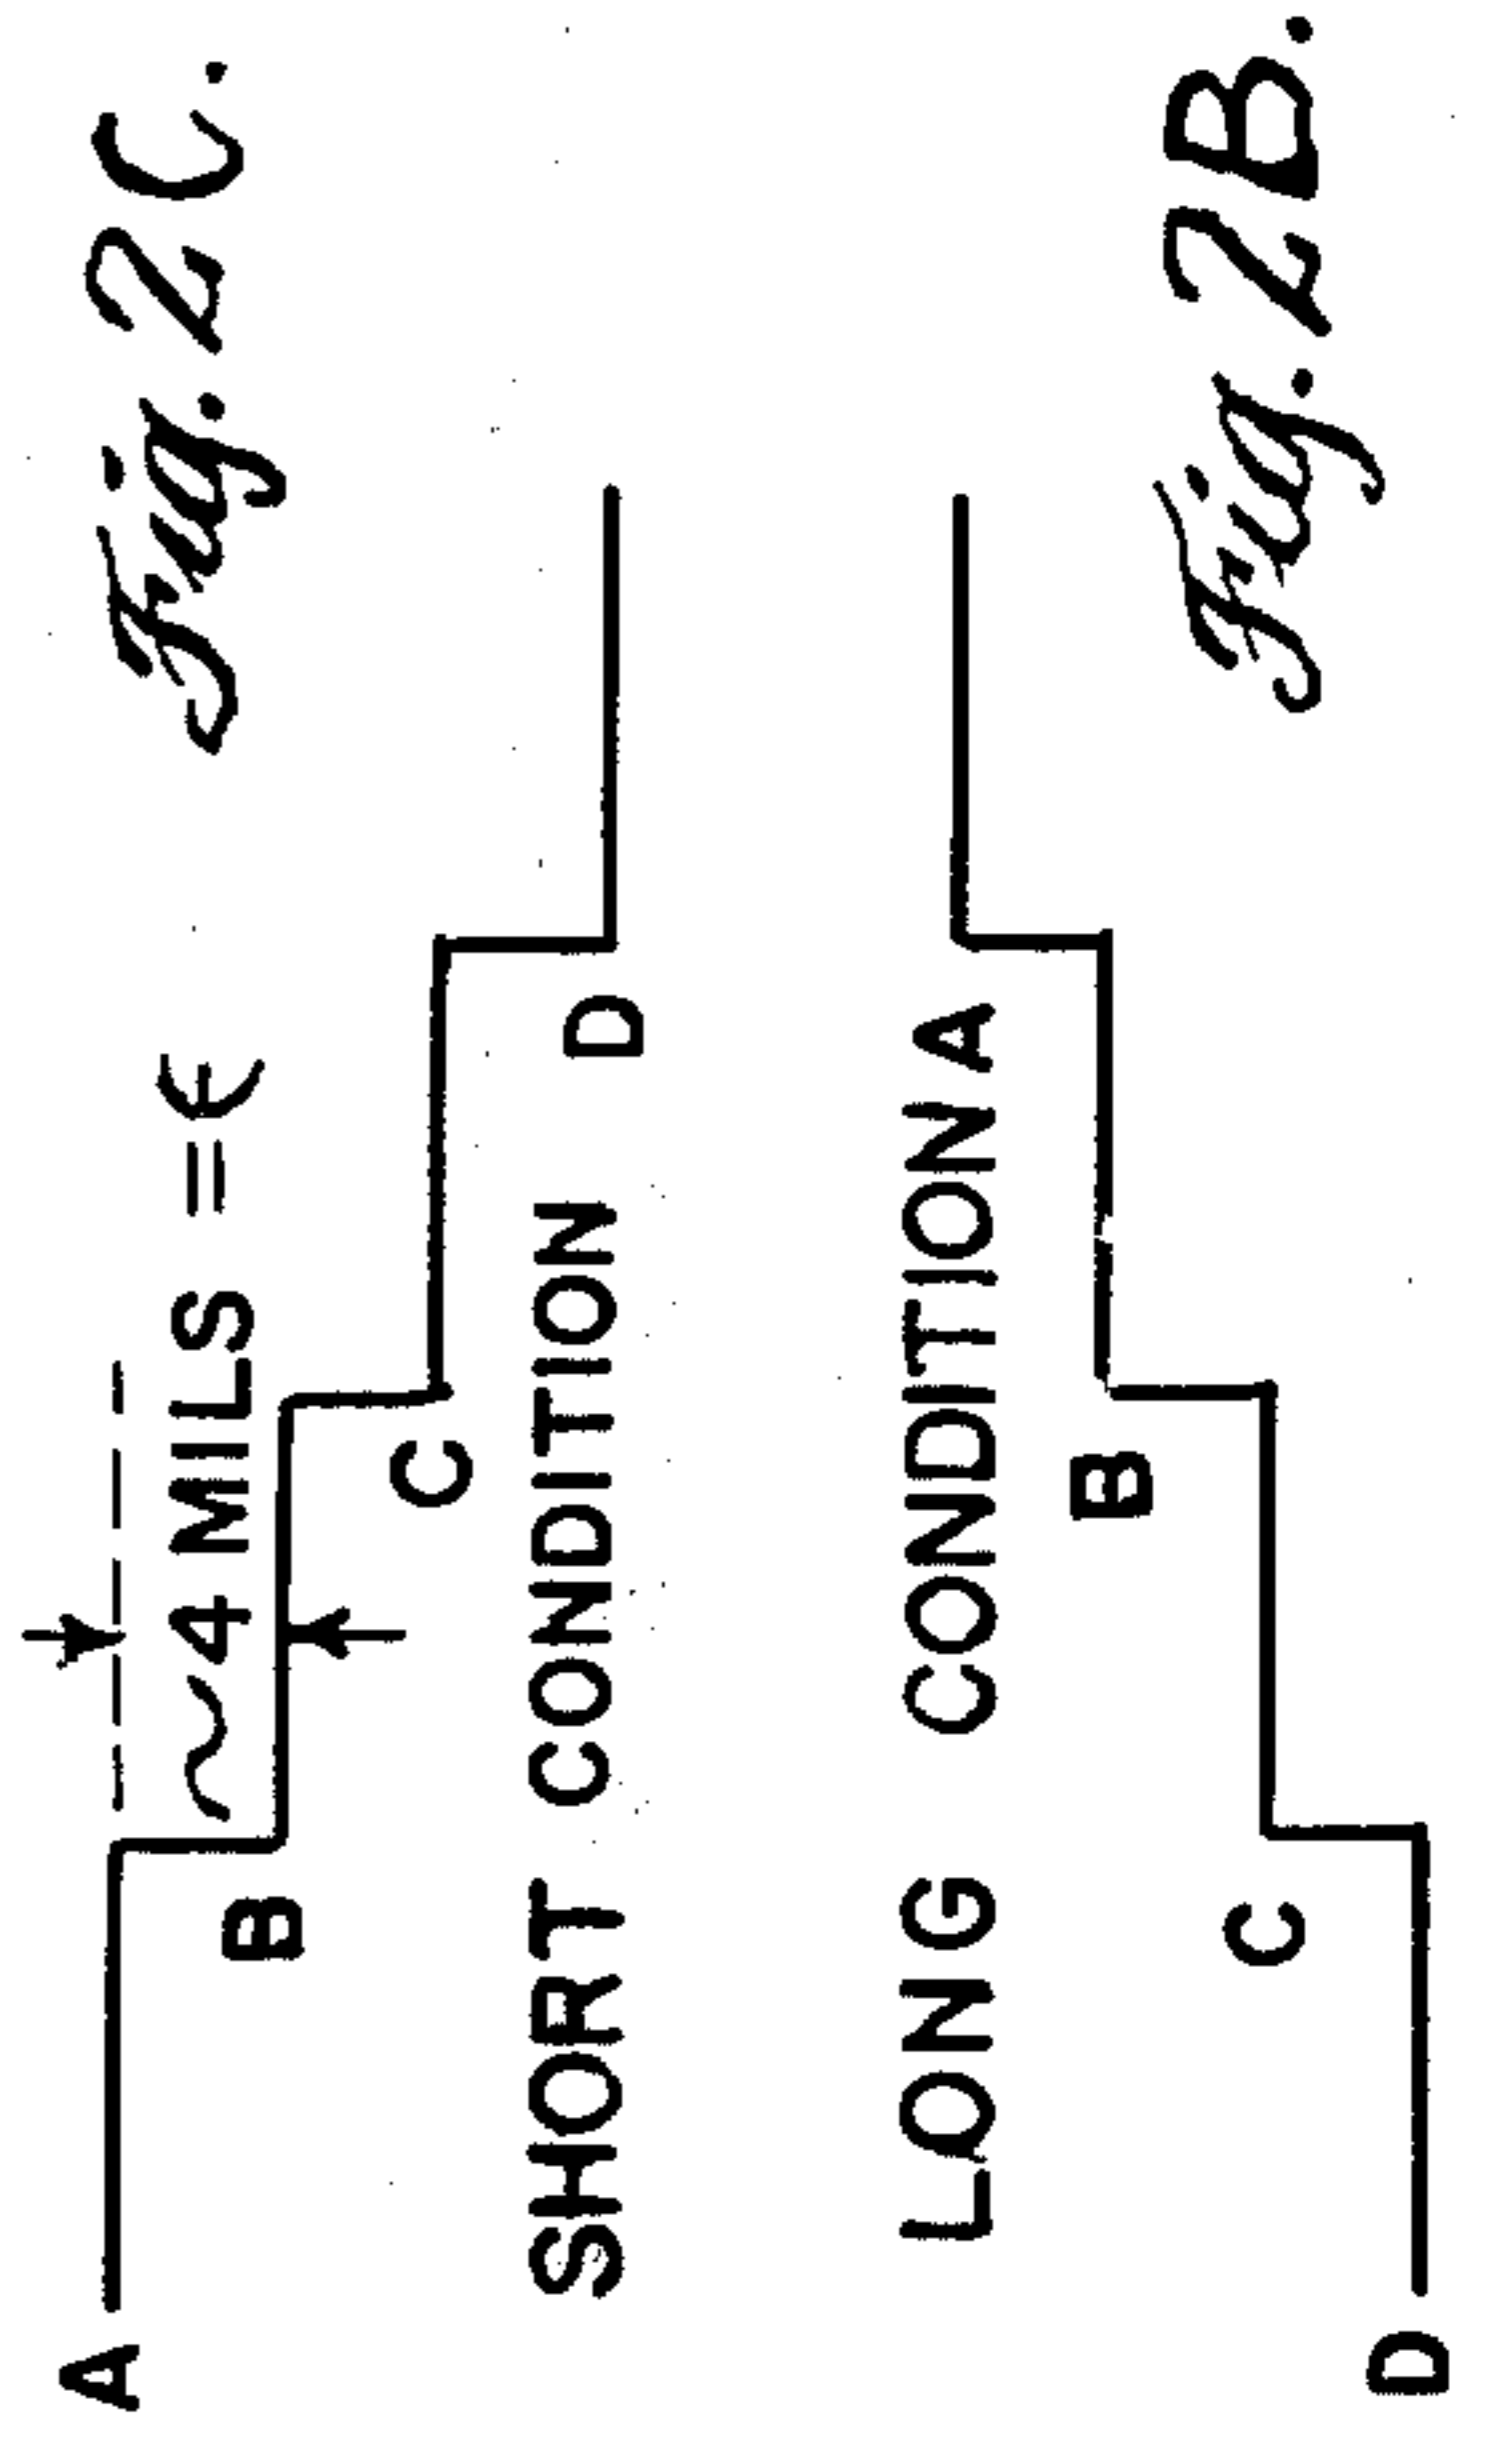 Fig. 2C.
A
B
~4 MILS = ϵ
C
D
SHORT CONDITION
LONG CONDITION
A
B
C
D
Fig. 2B.